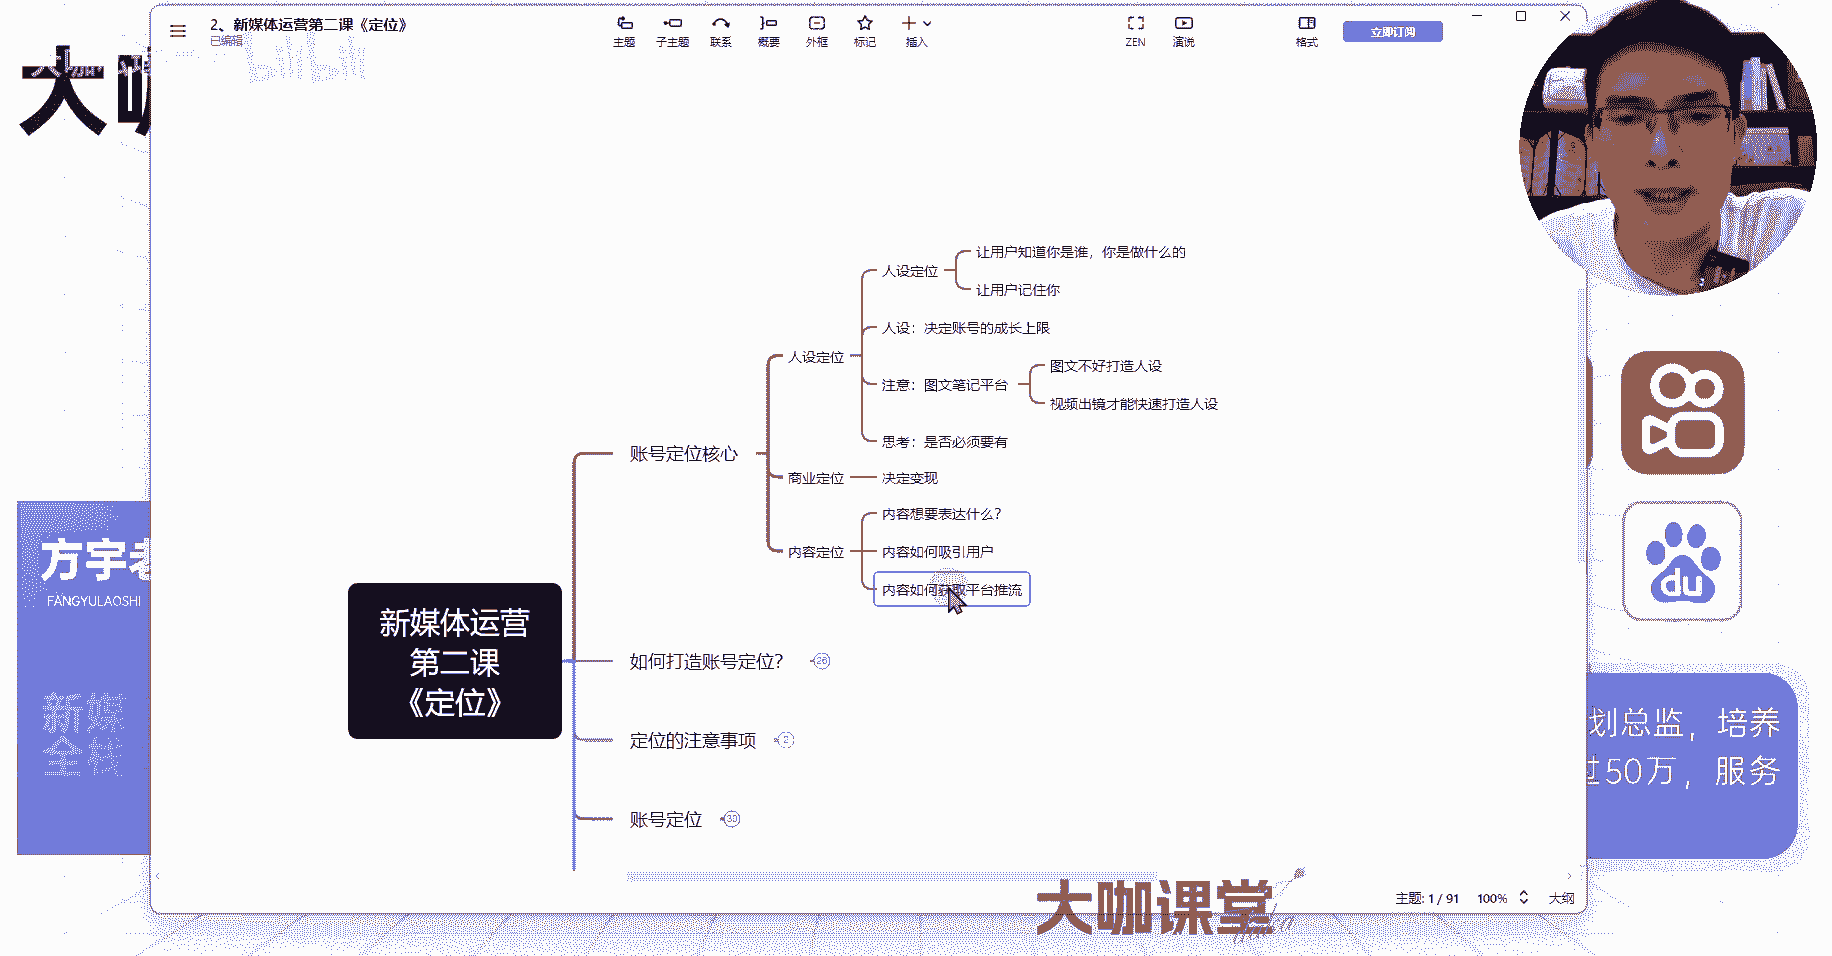 2、新媒体运营第二课《定位》
已编辑
主题
子主题
联系
概要
外框
标记
插入
ZEN
演说
格式
立即订阅
bilibili
大咖
让用户知道你是谁，你是做什么的
人设定位
让用户记住你
人设：决定账号的成长上限
人设定位
图文不好打造人设
注意：图文笔记平台
视频出镜才能快速打造人设
思考：是否必须要有
账号定位核心
商业定位
决定变现
内容想要表达什么？
内容定位
内容如何吸引用户
内容如何获取平台推流
新媒体运营
第二课
《定位》
如何打造账号定位？
26
定位的注意事项
2
账号定位
30
方宇老
FANGYULAOSHI
新媒
全栈
du
划总监，培养
过50万，服务
大咖课堂
主题: 1 / 91
100%
大纲